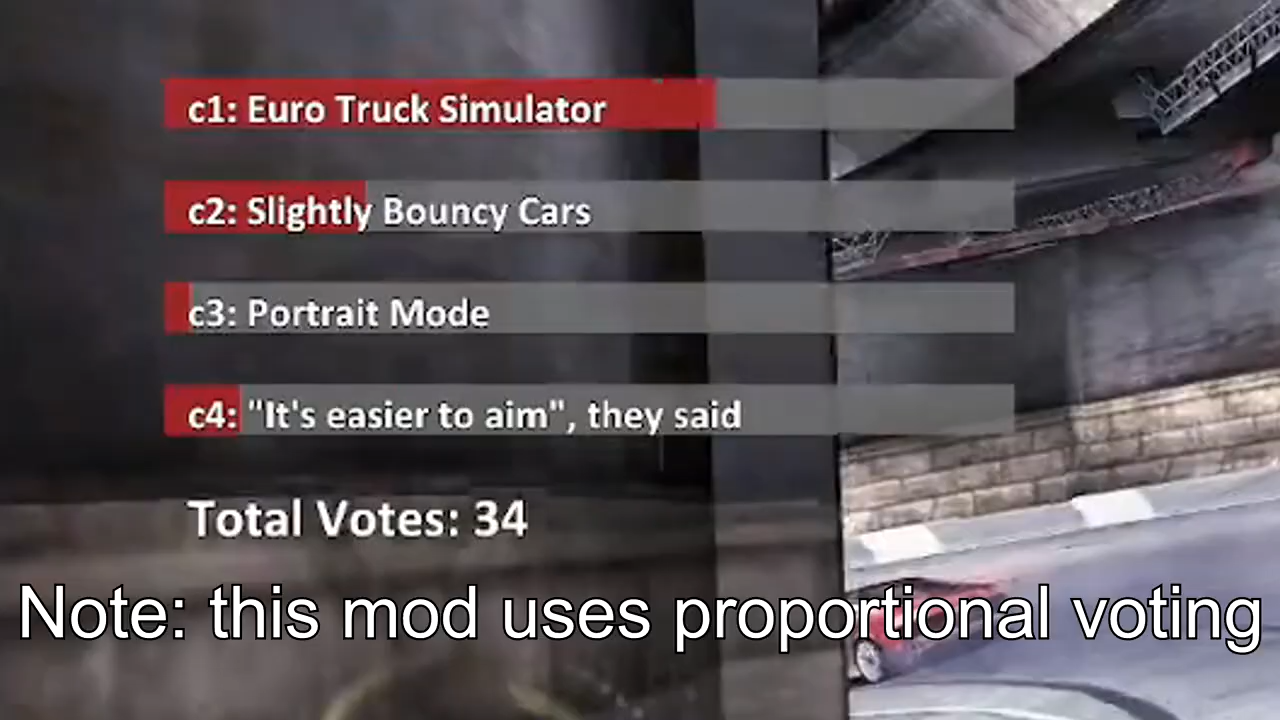 c1: Euro Truck Simulator
c2: Slightly Bouncy Cars
c3: Portrait Mode
c4: "It's easier to aim", they said
Total Votes: 34
Note: this mod uses proportional voting